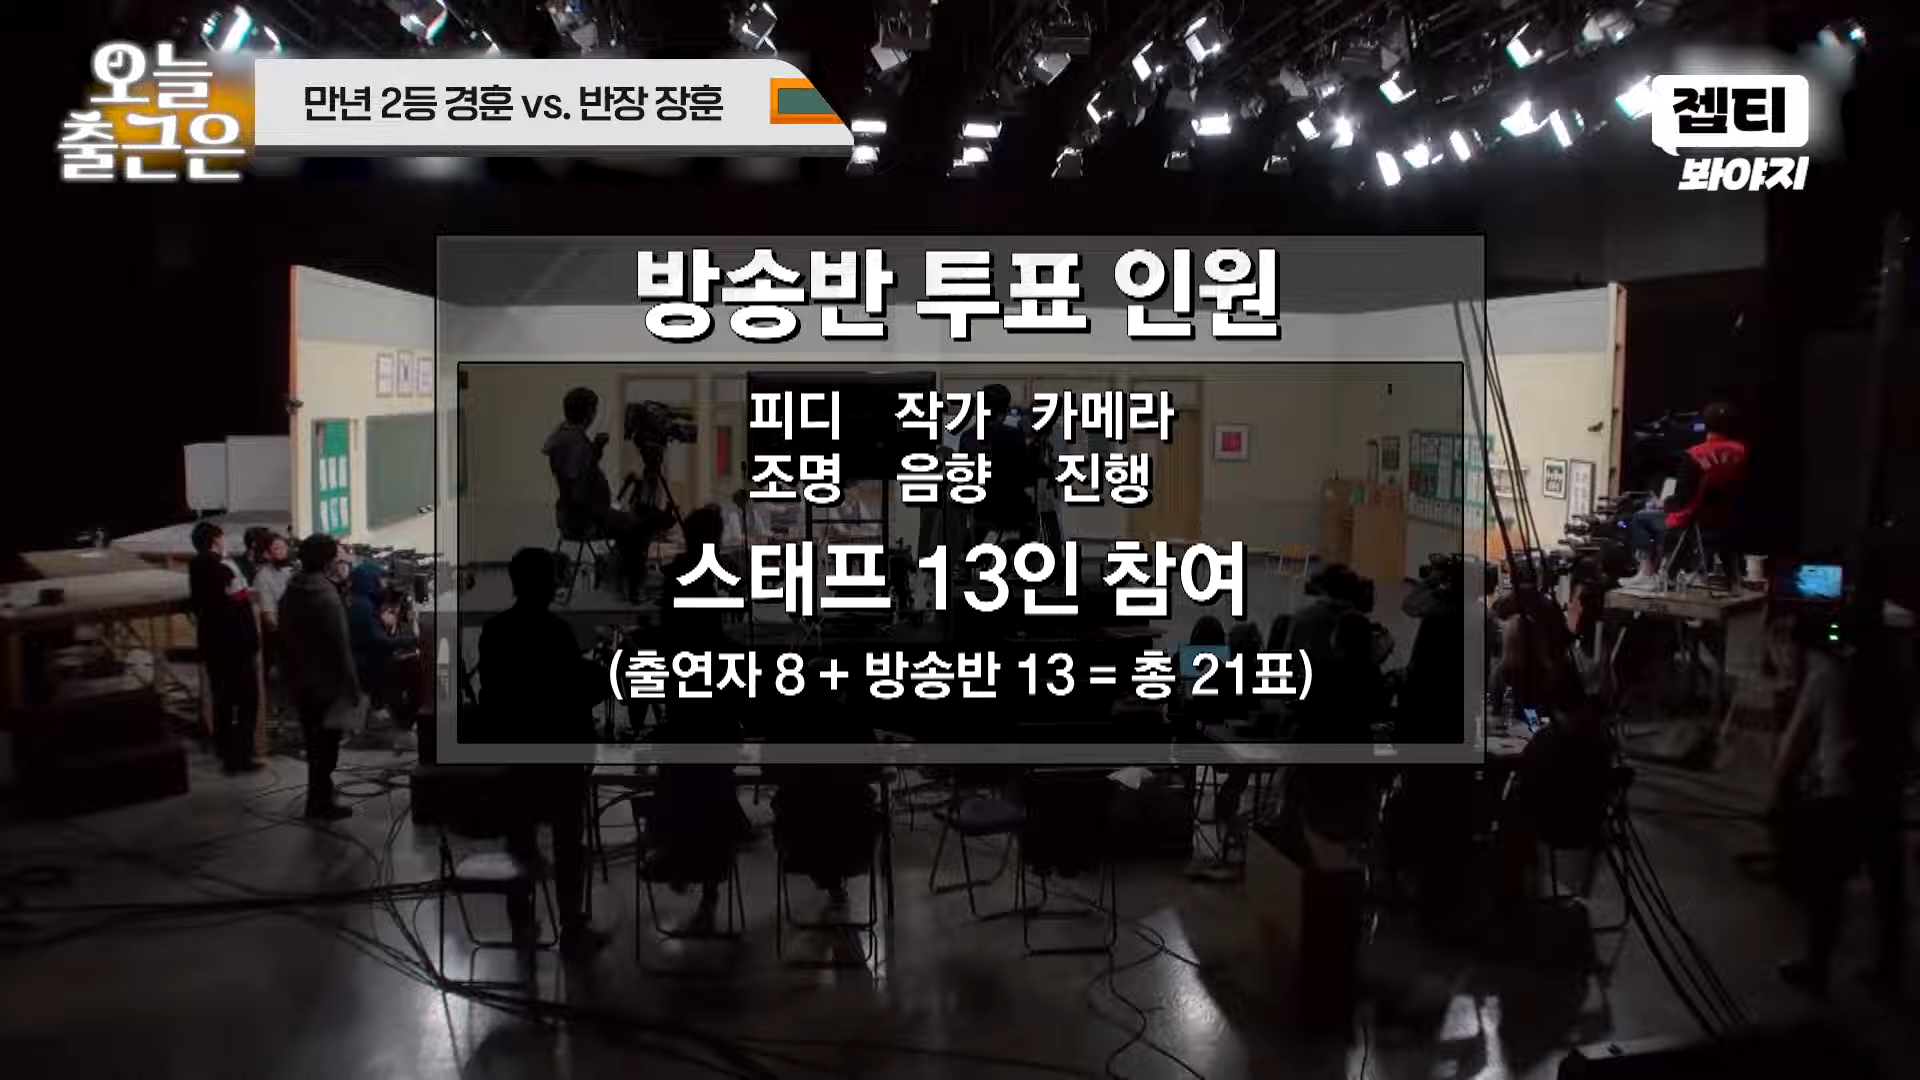 오늘
출근은
만년 2등 경훈 vs. 반장 장훈
젭티
봐야지
방송반 투표 인원
피디 작가 카메라
조명 음향 진행
스태프 13인 참여
(출연자 8 + 방송반 13 = 총 21표)